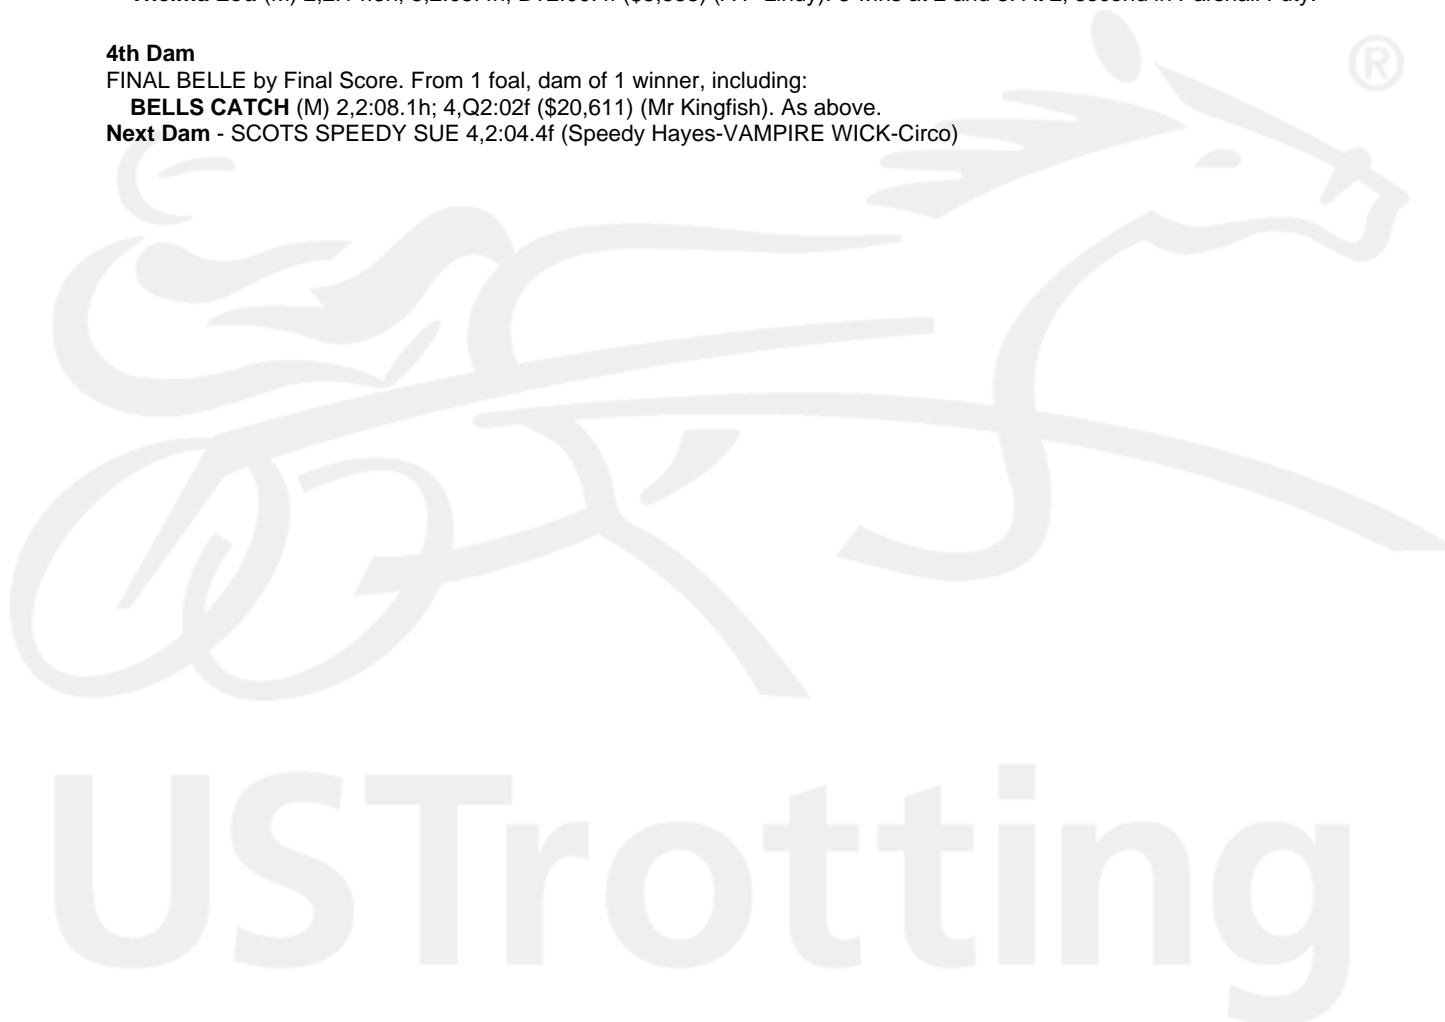 4th Dam
FINAL BELLE by Final Score. From 1 foal, dam of 1 winner, including:
BELLS CATCH (M) 2,2:08.1h; 4,Q2:02f ($20,611) (Mr Kingfish). As above.
Next Dam - SCOTS SPEEDY SUE 4,2:04.4f (Speedy Hayes-VAMPIRE WICK-Circo)
®
USTrotting